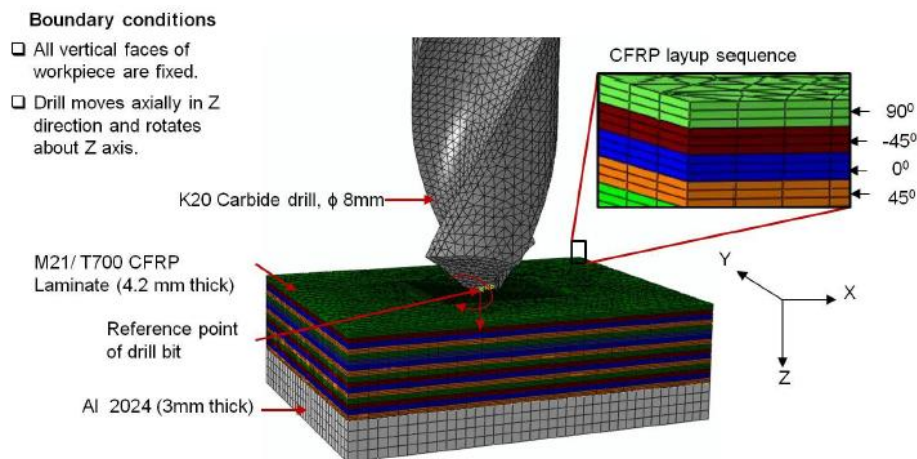 Boundary conditions
❑ All vertical faces of
workpiece are fixed.
❑ Drill moves axially in Z
direction and rotates
about Z axis.
CFRP layup sequence
90⁰
-45⁰
0⁰
45⁰
K20 Carbide drill, ϕ 8mm
M21/ T700 CFRP
Laminate (4.2 mm thick)
Reference point
of drill bit
Al 2024 (3mm thick)
Y
X
Z